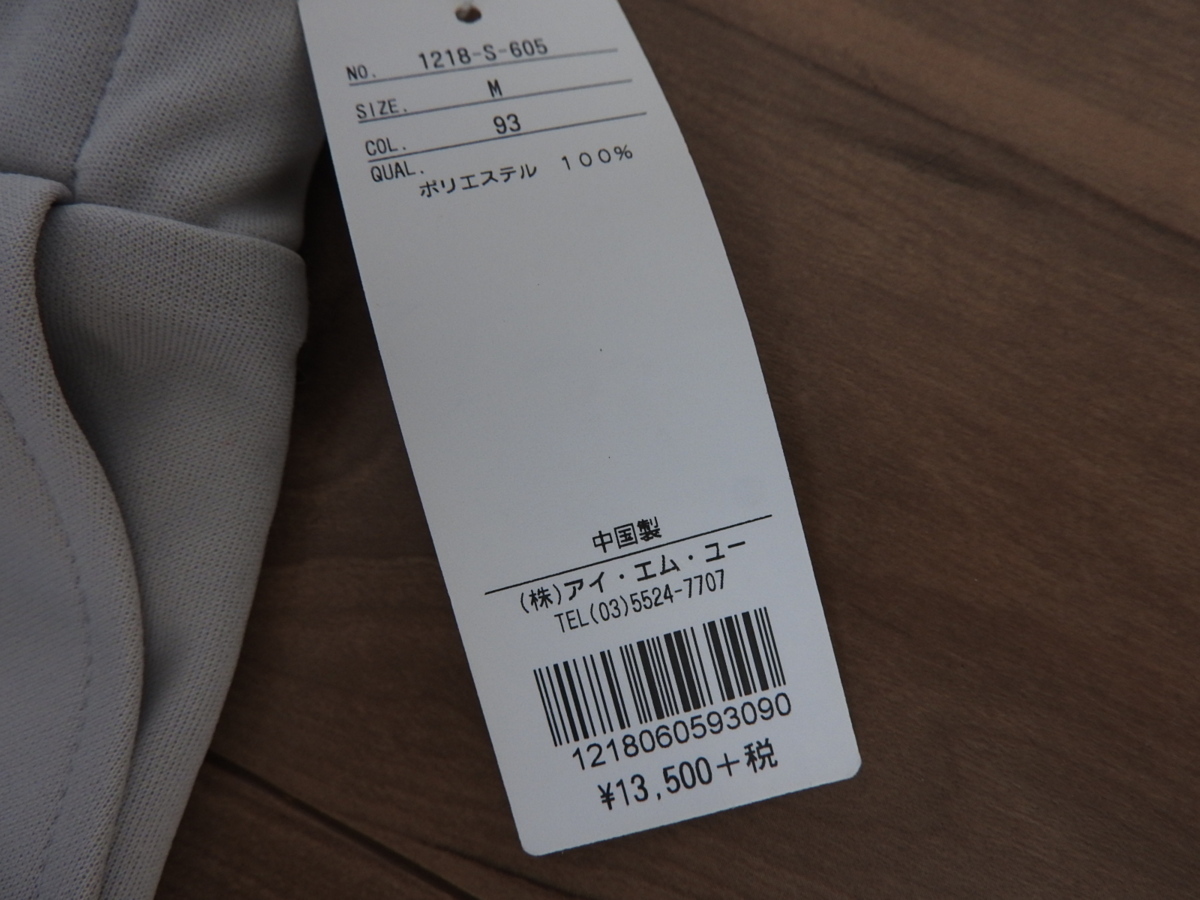 NO. 1218-S-605
SIZE. M
COL. 93
QUAL.
ポリエステル 100%
中国製
(株)アイ・エム・ユー
TEL(03)5524-7707
1218060593090
¥13,500+税